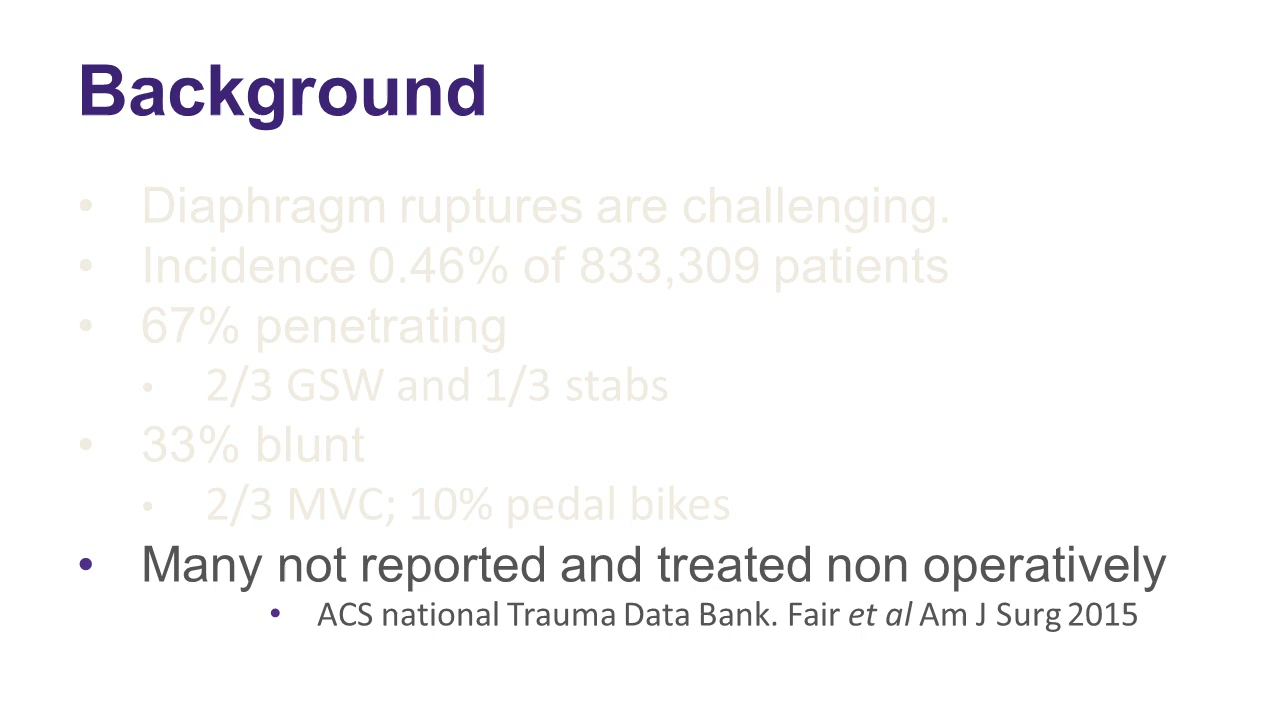 Background
• Diaphragm ruptures are challenging.
• Incidence 0.46% of 833,309 patients
• 67% penetrating
• 2/3 GSW and 1/3 stabs
• 33% blunt
• 2/3 MVC; 10% pedal bikes
• Many not reported and treated non operatively
• ACS national Trauma Data Bank. Fair et al Am J Surg 2015